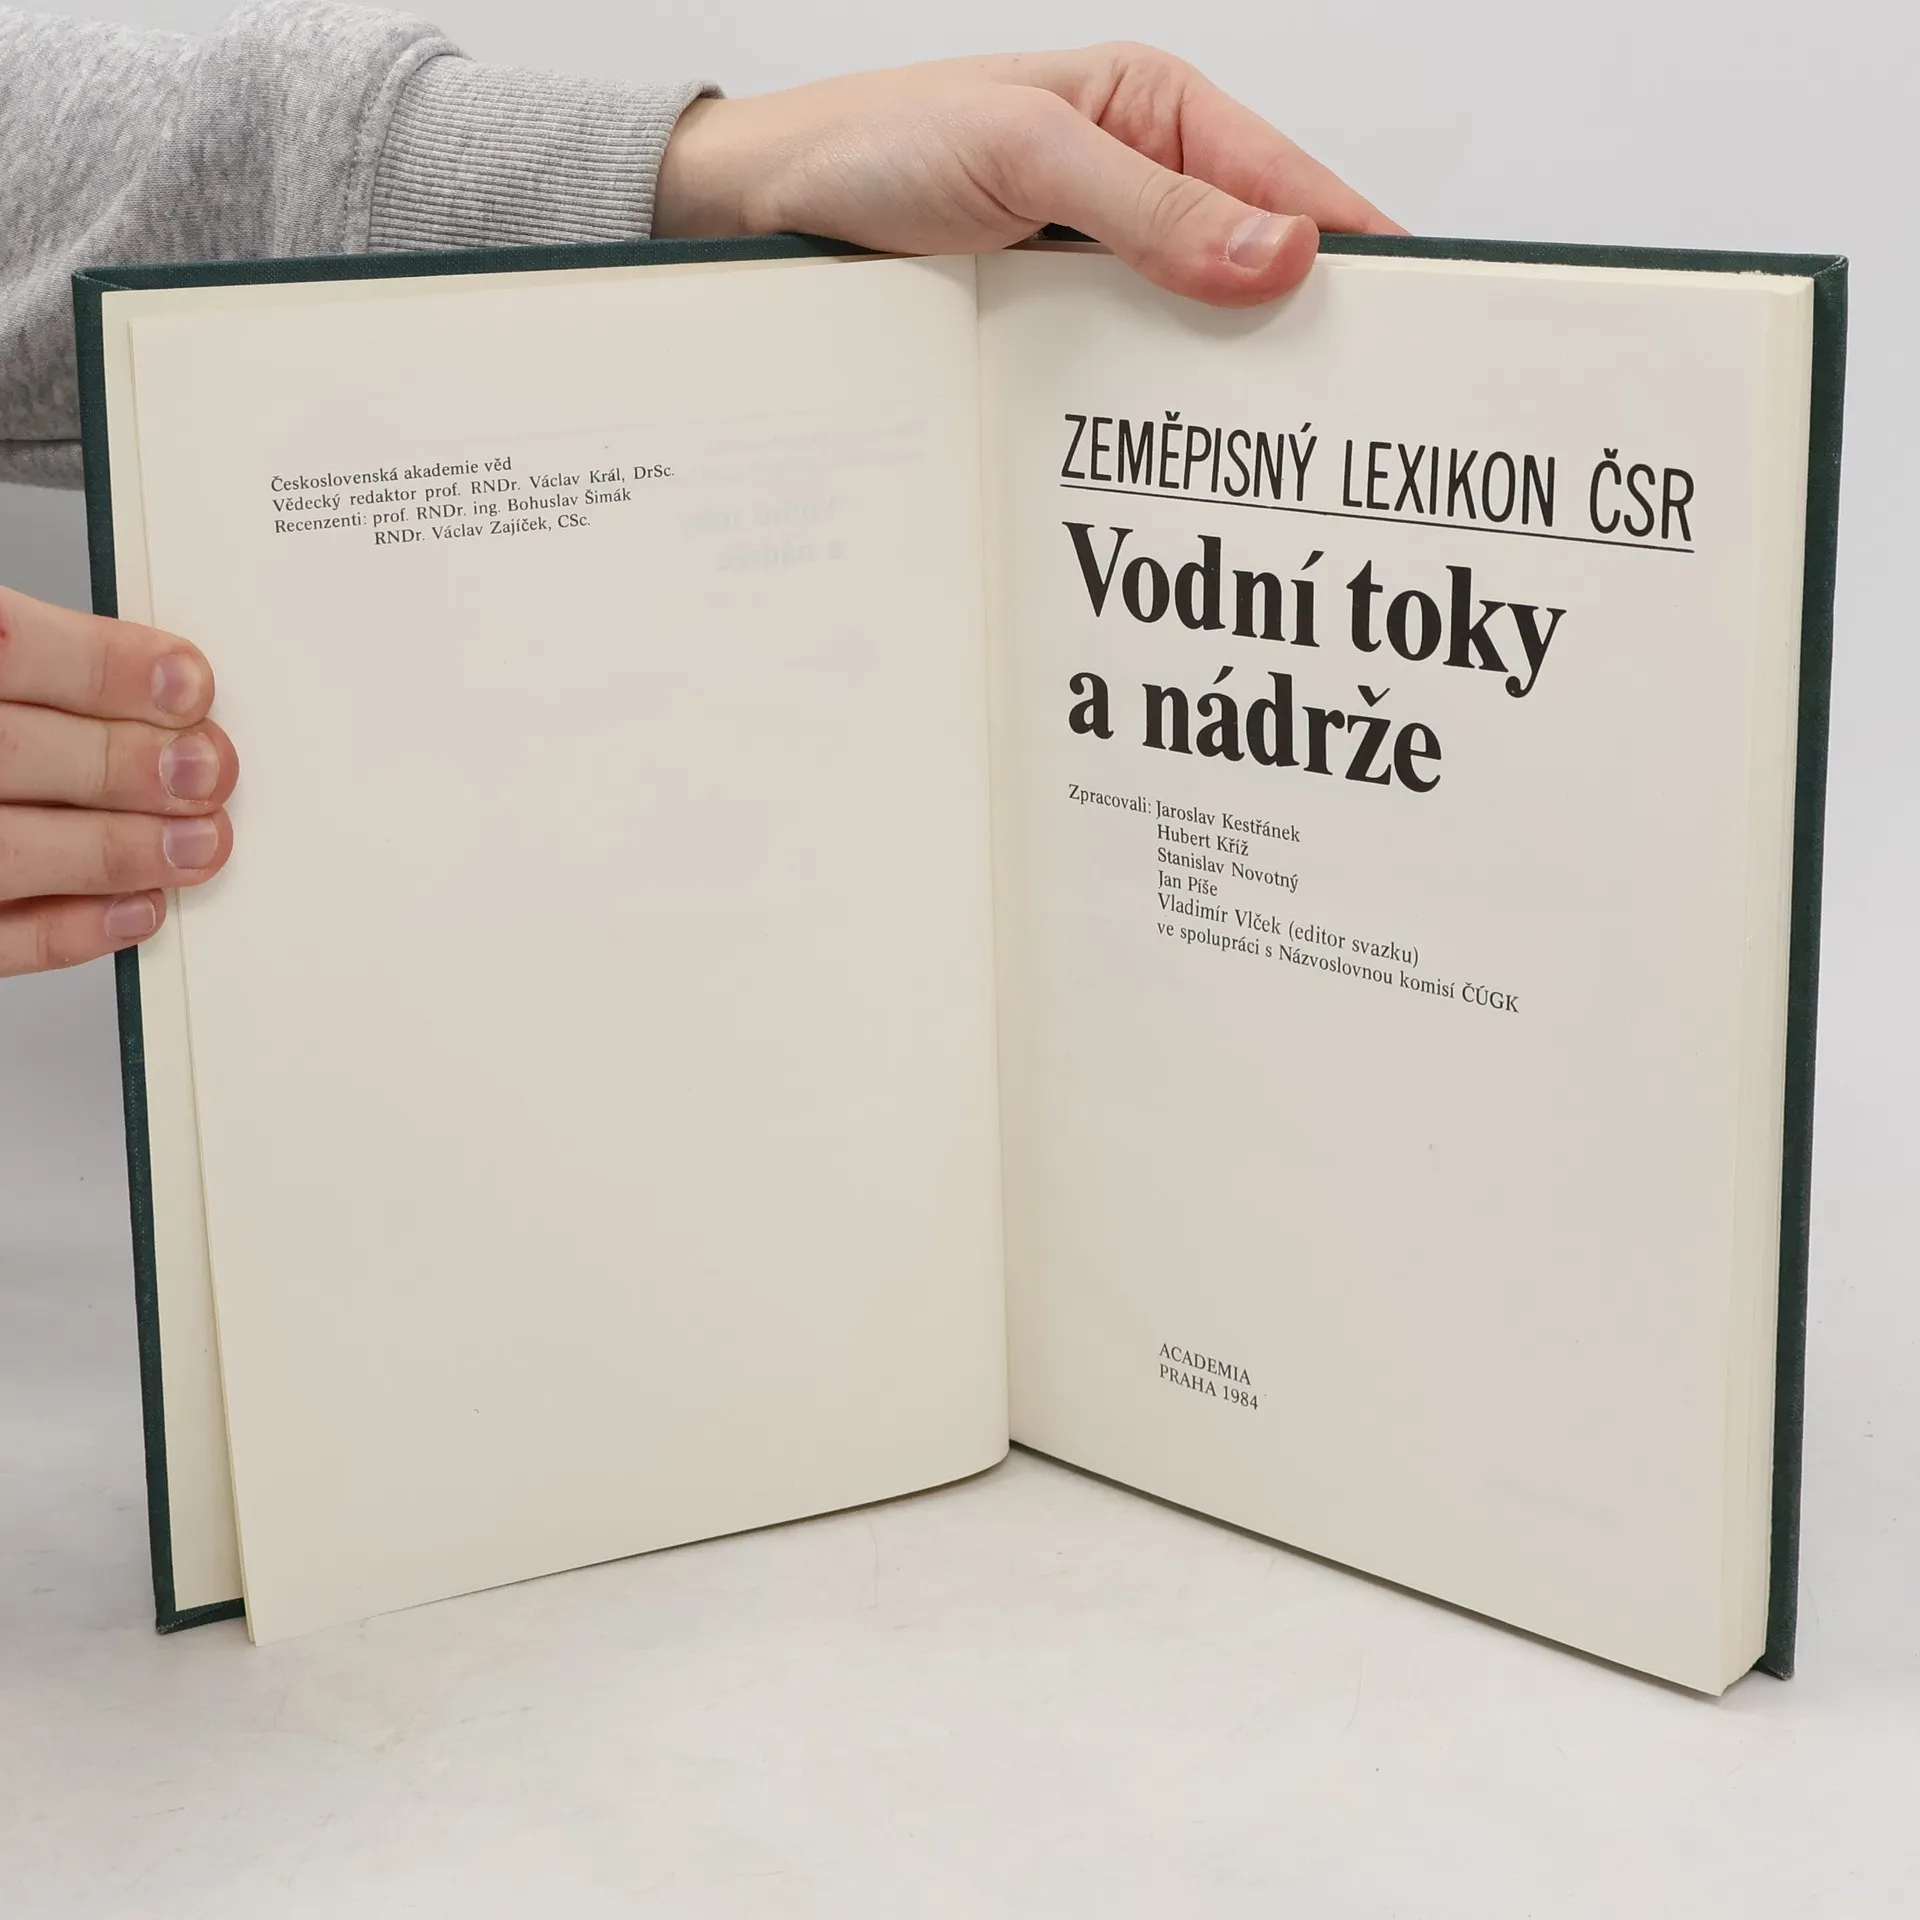 Československá akademie věd
Vědecký redaktor prof. RNDr. Václav Král, DrSc.
Recenzenti: prof. RNDr. ing. Bohuslav Šimák
RNDr. Václav Zajíček, CSc.
ZEMĚPISNÝ LEXIKON ČSR
Vodní toky
a nádrže
Zpracovali: Jaroslav Kestřánek
Hubert Kříž
Stanislav Novotný
Jan Píše
Vladimír Vlček (editor svazku)
ve spolupráci s Názvoslovnou komisí ČÚGK
ACADEMIA
PRAHA 1984